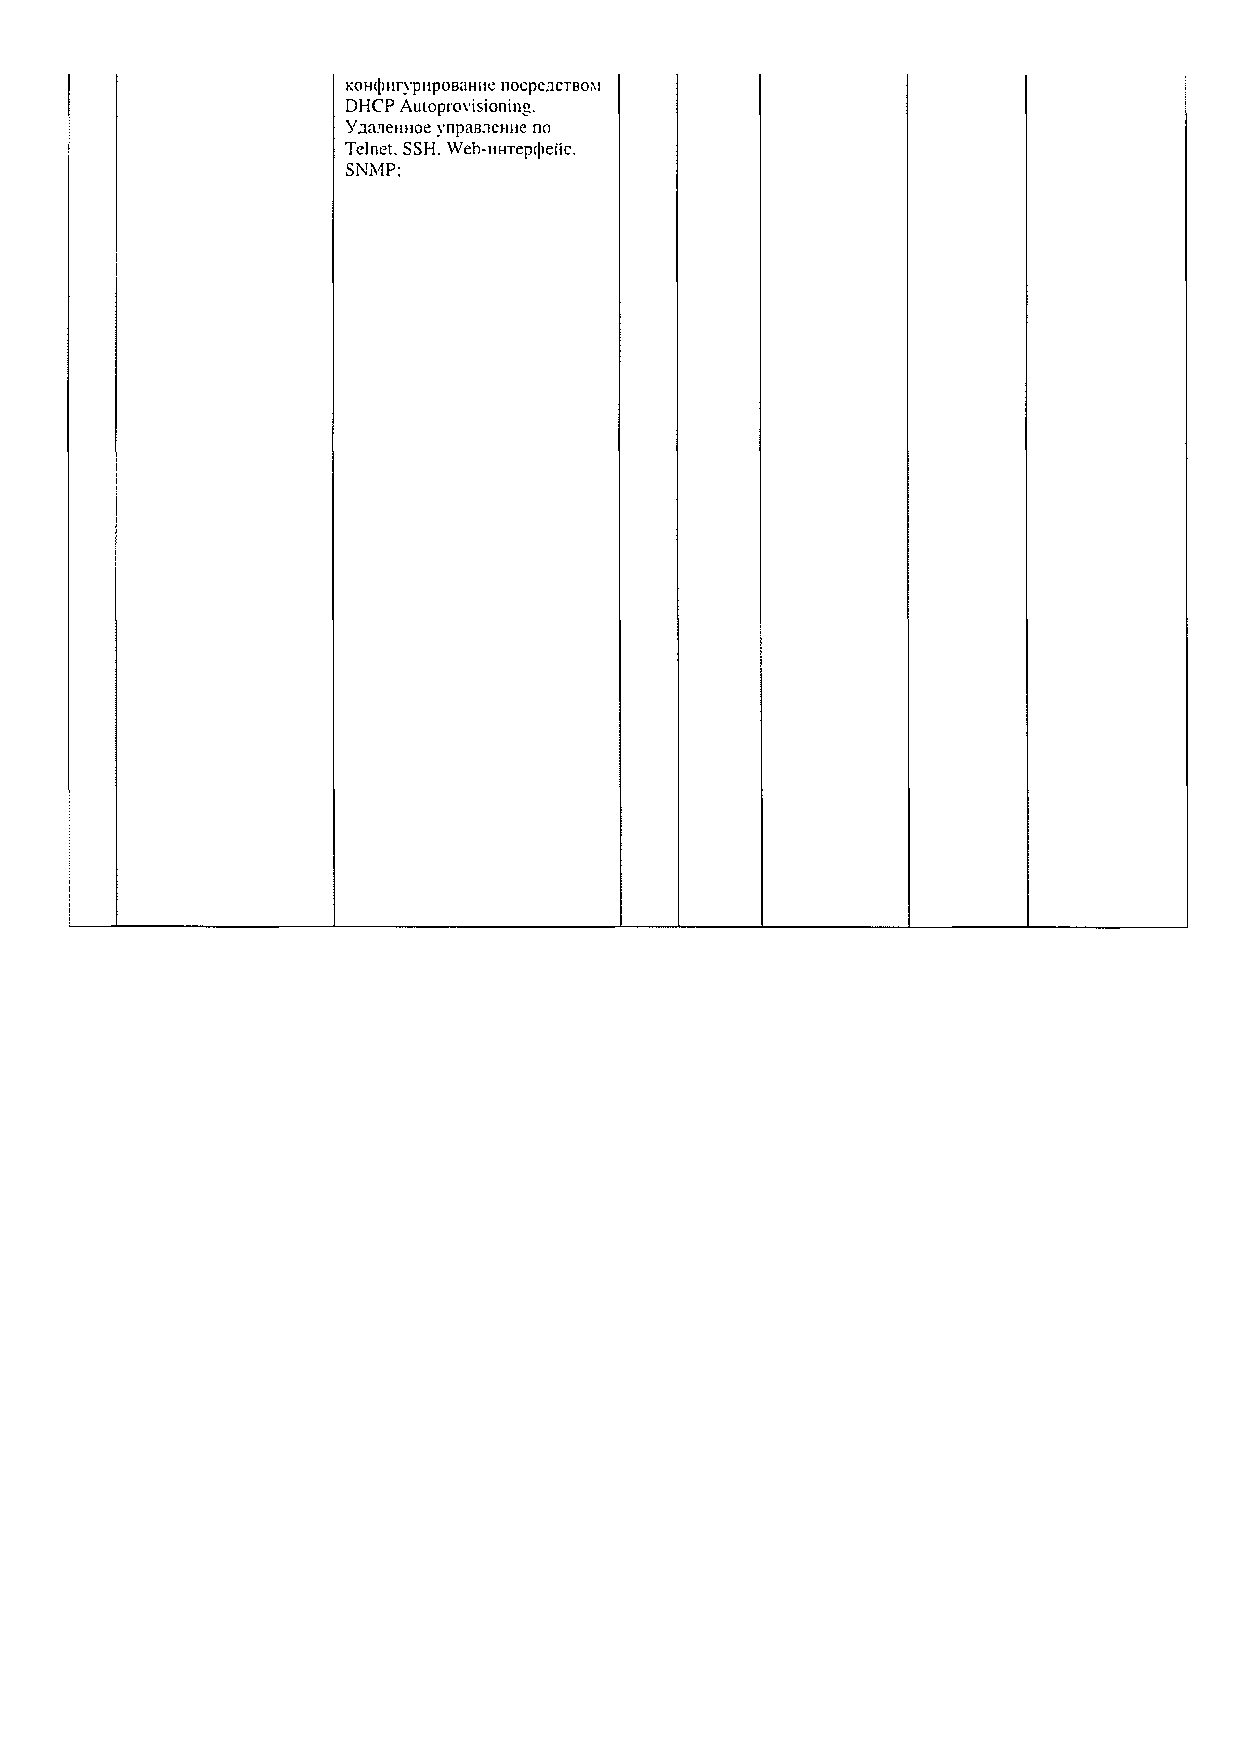 конфигурирование посредством
DHCP Autoprovisioning.
Удаленное управление по
Telnet, SSH, Web-интерфейс,
SNMP;